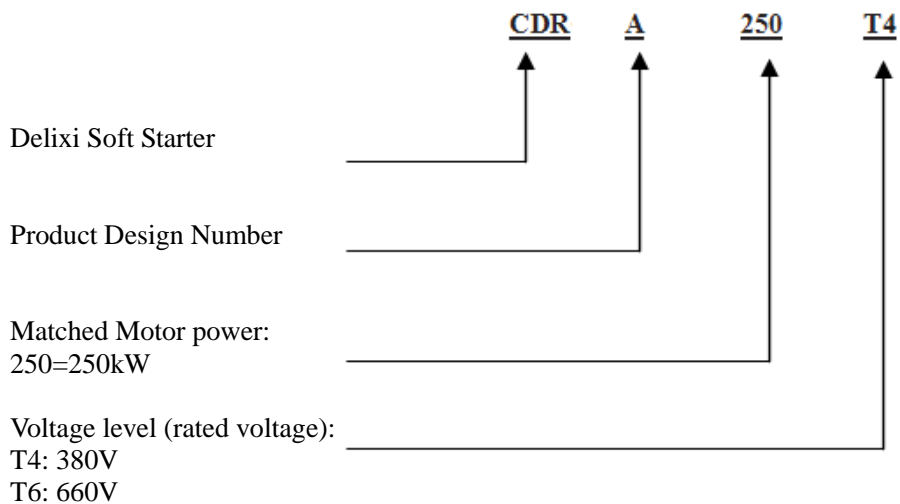 CDR A 250 T4
Delixi Soft Starter
Product Design Number
Matched Motor power:
250=250kW
Voltage level (rated voltage):
T4: 380V
T6: 660V